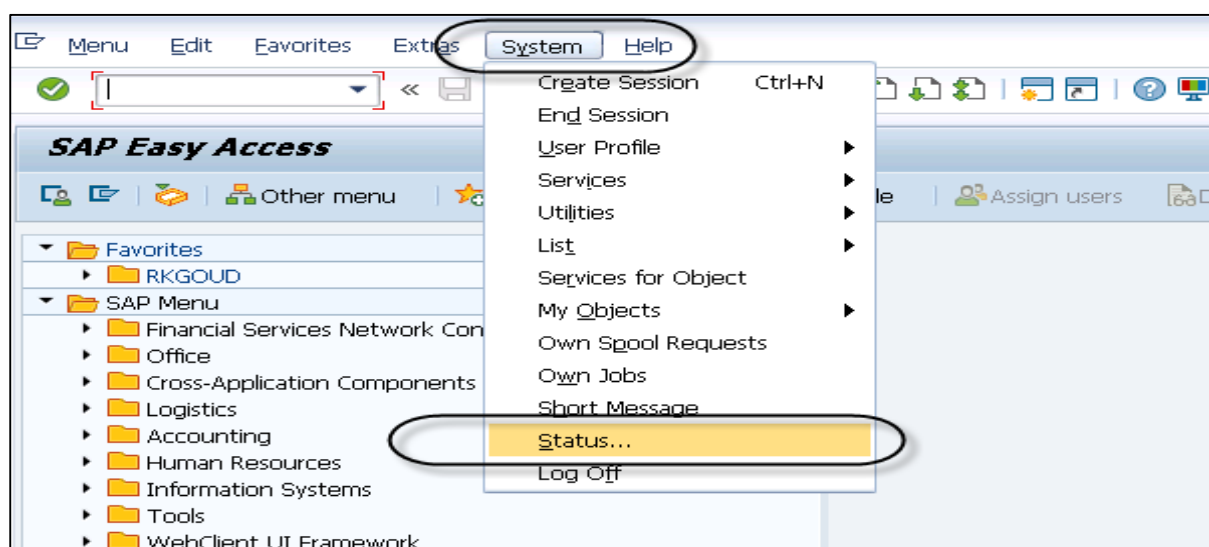 Menu Edit Favorites Extras System Help
«
Create Session Ctrl+N
End Session
SAP Easy Access
User Profile
Services
Other menu
Assign users
Utilities
List
Favorites
RKGOUD
Services for Object
SAP Menu
My Objects
Financial Services Network Con
Own Spool Requests
Office
Own Jobs
Cross-Application Components
Short Message
Logistics
Status...
Accounting
Human Resources
Log Off
Information Systems
Tools
WebClient UI Framework